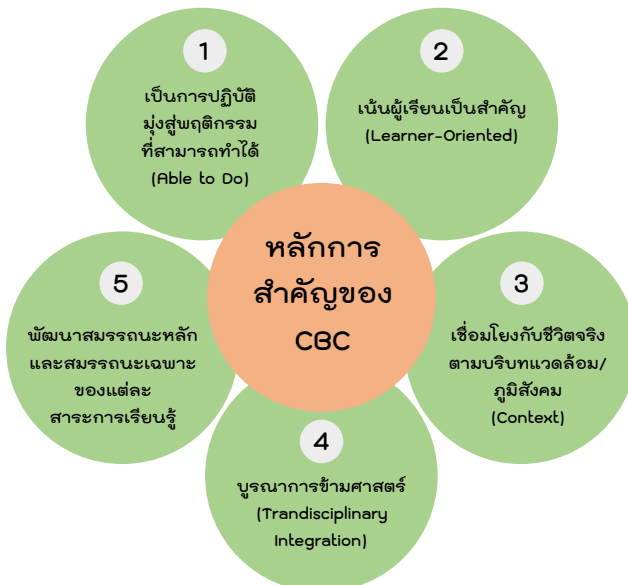 1
เป็นการปฏิบัติ
มุ่งสู่พฤติกรรม
ที่สามารถทำได้
(Able to Do)
2
เน้นผู้เรียนเป็นสำคัญ
(Learner-Oriented)
หลักการ
สำคัญของ
CBC
5
พัฒนาสมรรถนะหลัก
และสมรรถนะเฉพาะ
ของแต่ละ
สาระการเรียนรู้
3
เชื่อมโยงกับชีวิตจริง
ตามบริบทแวดล้อม/
ภูมิสังคม
(Context)
4
บูรณาการข้ามศาสตร์
(Trandisciplinary
Integration)